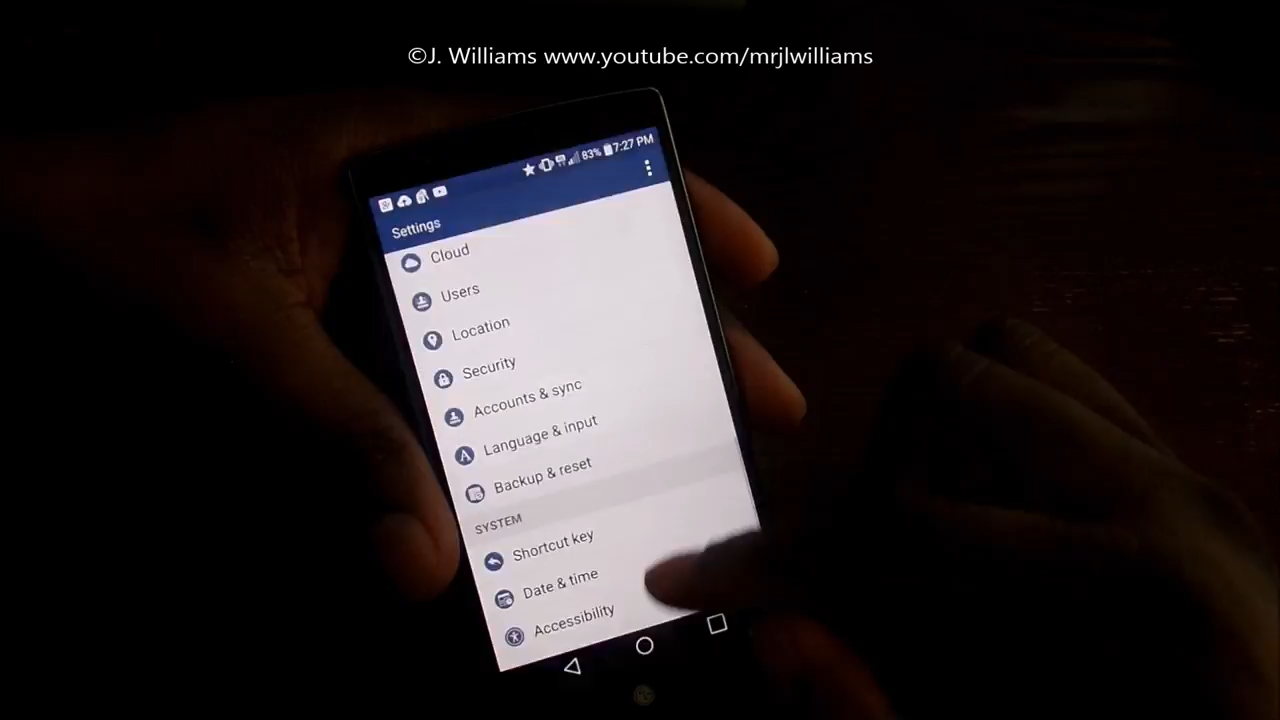 ©J. Williams www.youtube.com/mrjlwilliams
83% 7:27 PM
Settings
Cloud
Users
Location
Security
Accounts & sync
Language & input
Backup & reset
SYSTEM
Shortcut key
Date & time
Accessibility